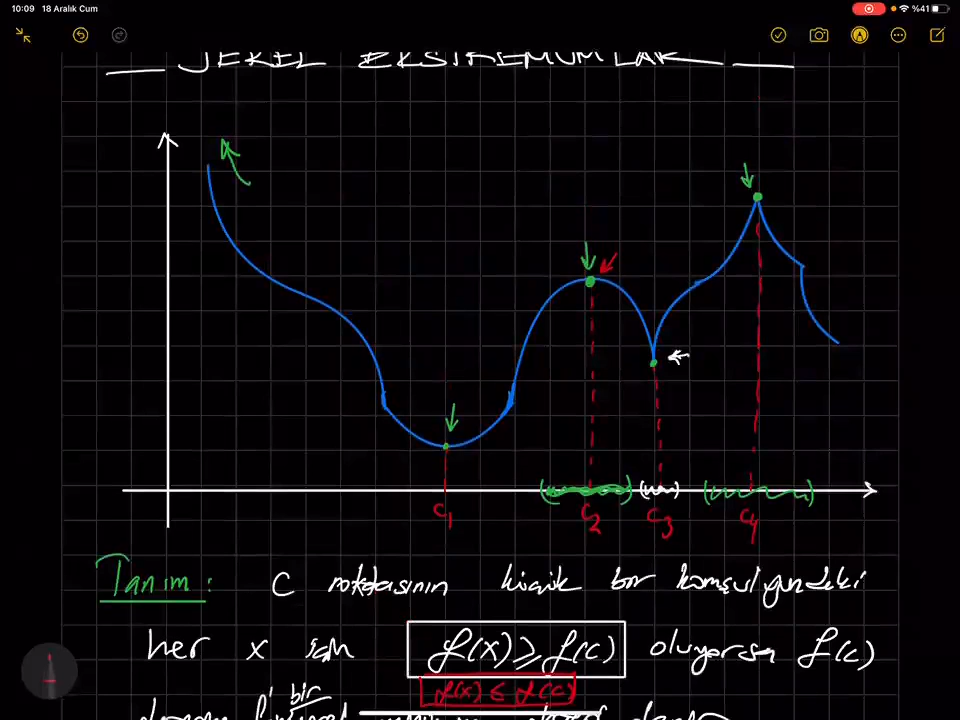 10:09 18 Aralık Cum %41
EKSTREMUMLAR
C₁ C₂ C₃ C₄
Tanım: C noktasının küçük bir komşuluğundaki
her x için f(x) ≥ f(c) oluyorsa f(c)
f(x) ≤ f(c)
bir